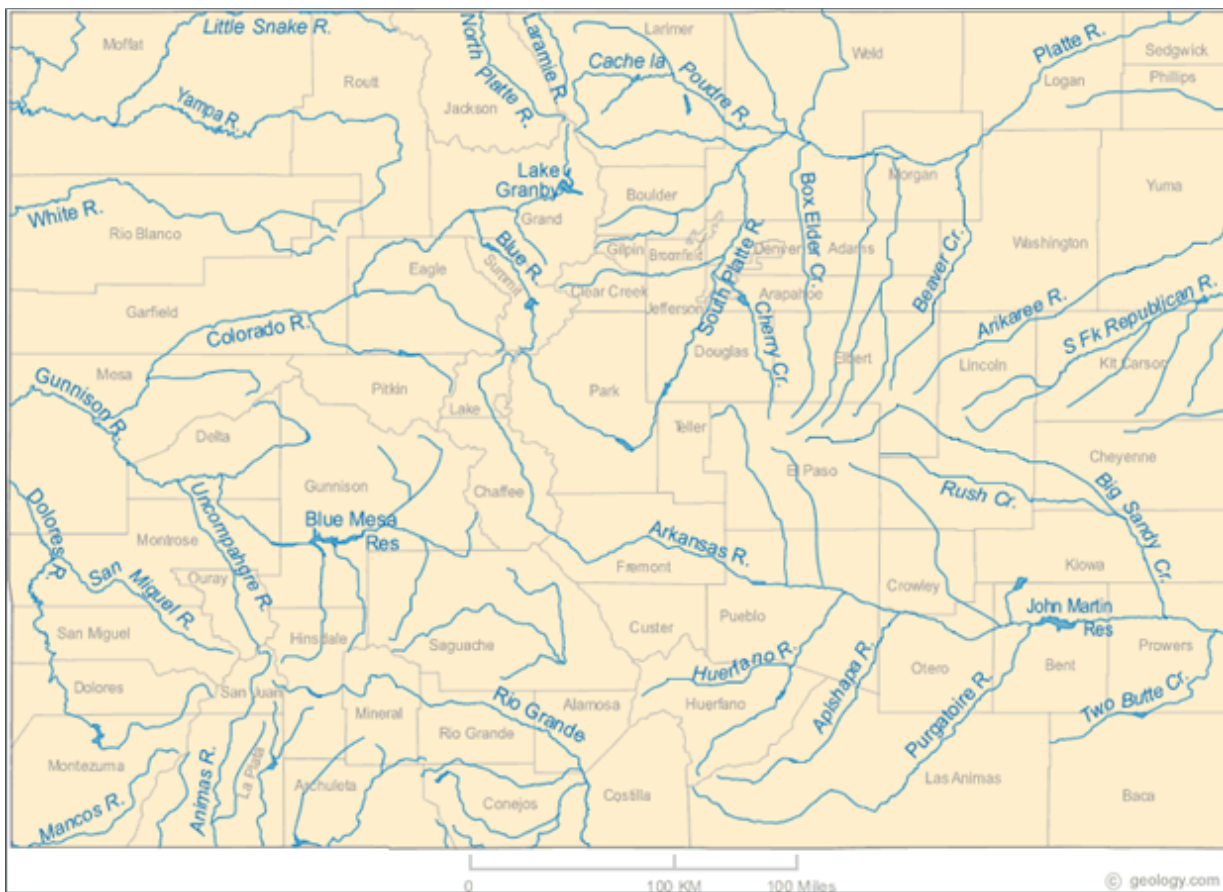 Moffat
Little Snake R.
Routt
Yampa R.
Jackson
North Platte R.
Laramie R.
Larimer
Cache la Poudre R.
Weld
Platte R.
Sedgwick
Logan
Phillips
Lake
Granby
Grand
Boulder
Box Elder Cr.
Morgan
Yuma
White R.
Rio Blanco
Eagle
Blue R.
Summit
Gilpin
Broomfield
Denver
Adams
Washington
Beaver Cr.
Garfield
Clear Creek
Jefferson
South Platte R.
Arapahoe
Arikaree R.
S Fk Republican R.
Colorado R.
Mesa
Pitkin
Lake
Park
Douglas
Cherry Cr.
Elbert
Lincoln
Kit Carson
Gunnison R.
Delta
Teller
Gunnison
Chaffee
El Paso
Cheyenne
Rush Cr.
Big Sandy Cr.
Dolores R.
Uncompahgre R.
Blue Mesa
Res
Montrose
Arkansas R.
Fremont
Kiowa
San Miguel R.
Ouray
Crowley
John Martin
Res
San Miguel
Hinsdale
Saguache
Custer
Pueblo
Otero
Bent
Prowers
Dolores
San Juan
Mineral
Rio Grande
Alamosa
Huerfano R.
Huerfano
Apishapa R.
Purgatoire R.
Two Butte Cr.
Montezuma
Rio Grande
Mancos R.
Animas R.
La Plata
Archuleta
Conejos
Costilla
Las Animas
Baca
0 100 KM 100 Miles
© geology.com